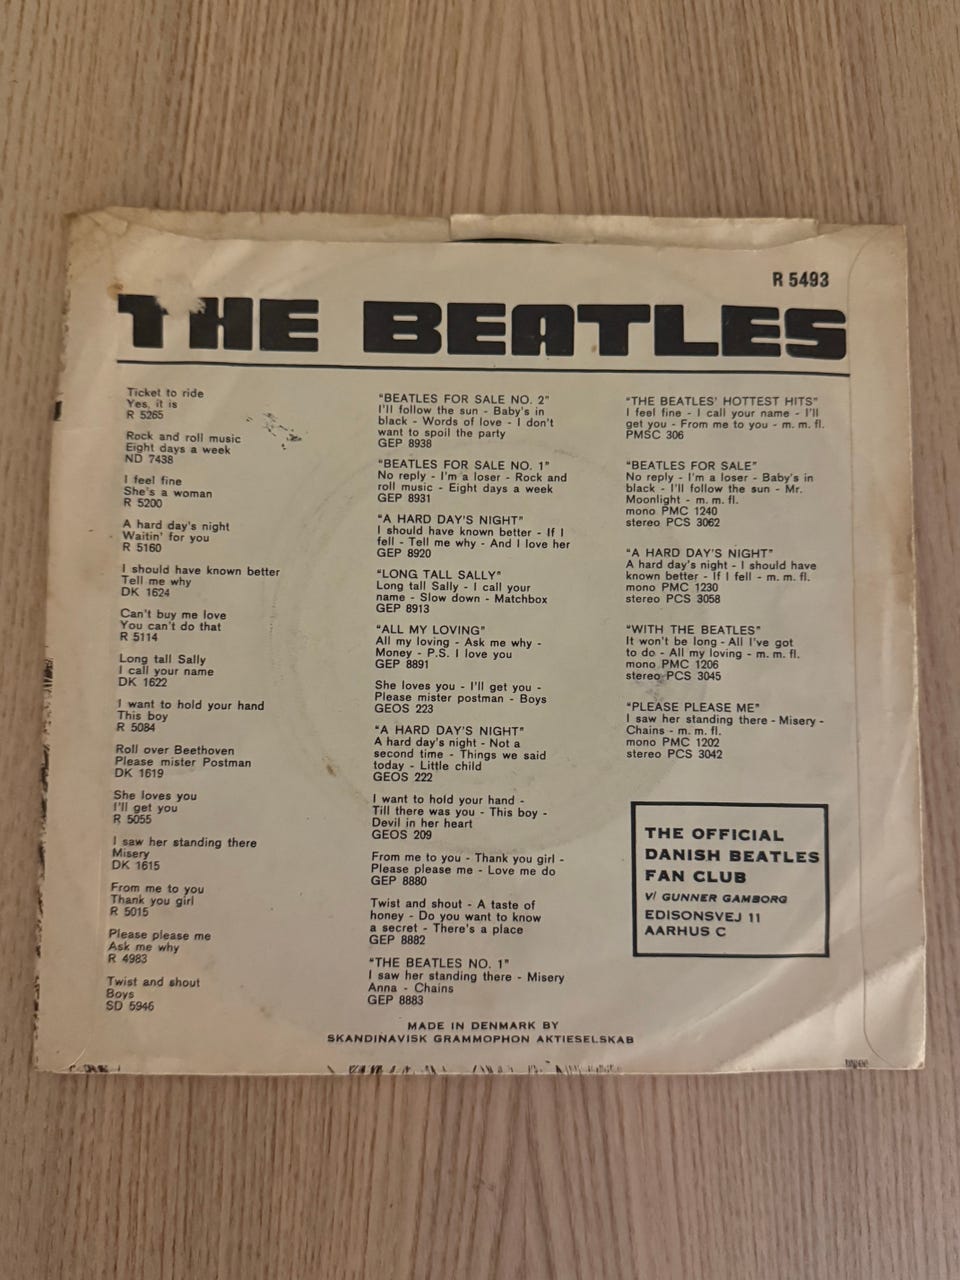 R 5493
THE BEATLES
Ticket to ride
Yes, it is
R 5265
Rock and roll music
Eight days a week
ND 7438
I feel fine
She's a woman
R 5200
A hard day's night
Waitin' for you
R 5160
I should have known better
Tell me why
DK 1624
Can't buy me love
You can't do that
R 5114
Long tall Sally
I call your name
DK 1622
I want to hold your hand
This boy
R 5084
Roll over Beethoven
Please mister Postman
DK 1619
She loves you
I'll get you
R 5055
I saw her standing there
Misery
DK 1615
From me to you
Thank you girl
R 5015
Please please me
Ask me why
R 4983
Twist and shout
Boys
SD 5946
"BEATLES FOR SALE NO. 2"
I'll follow the sun - Baby's in
black - Words of love - I don't
want to spoil the party
GEP 8938
"BEATLES FOR SALE NO. 1"
No reply - I'm a loser - Rock and
roll music - Eight days a week
GEP 8931
"A HARD DAY'S NIGHT"
I should have known better - If I
fell - Tell me why - And I love her
GEP 8920
"LONG TALL SALLY"
Long tall Sally - I call your
name - Slow down - Matchbox
GEP 8913
"ALL MY LOVING"
All my loving - Ask me why -
Money - P.S. I love you
GEP 8891
She loves you - I'll get you -
Please mister postman - Boys
GEOS 223
"A HARD DAY'S NIGHT"
A hard day's night - Not a
second time - Things we said
today - Little child
GEOS 222
I want to hold your hand -
Till there was you - This boy -
Devil in her heart
GEOS 209
From me to you - Thank you girl -
Please please me - Love me do
GEP 8880
Twist and shout - A taste of
honey - Do you want to know
a secret - There's a place
GEP 8882
"THE BEATLES NO. 1"
I saw her standing there - Misery
Anna - Chains
GEP 8883
"THE BEATLES' HOTTEST HITS"
I feel fine - I call your name - I'll
get you - From me to you - m. m. fl.
PMSC 306
"BEATLES FOR SALE"
No reply - I'm a loser - Baby's in
black - I'll follow the sun - Mr.
Moonlight - m. m. fl.
mono PMC 1240
stereo PCS 3062
"A HARD DAY'S NIGHT"
A hard day's night - I should have
known better - If I fell - m. m. fl.
mono PMC 1230
stereo PCS 3058
"WITH THE BEATLES"
It won't be long - All I've got
to do - All my loving - m. m. fl.
mono PMC 1206
stereo PCS 3045
"PLEASE PLEASE ME"
I saw her standing there - Misery -
Chains - m. m. fl.
mono PMC 1202
stereo PCS 3042
THE OFFICIAL
DANISH BEATLES
FAN CLUB
V/ GUNNER GAMBORG
EDISONSVEJ 11
AARHUS C
MADE IN DENMARK BY
SKANDINAVISK GRAMMOPHON AKTIESELSKAB